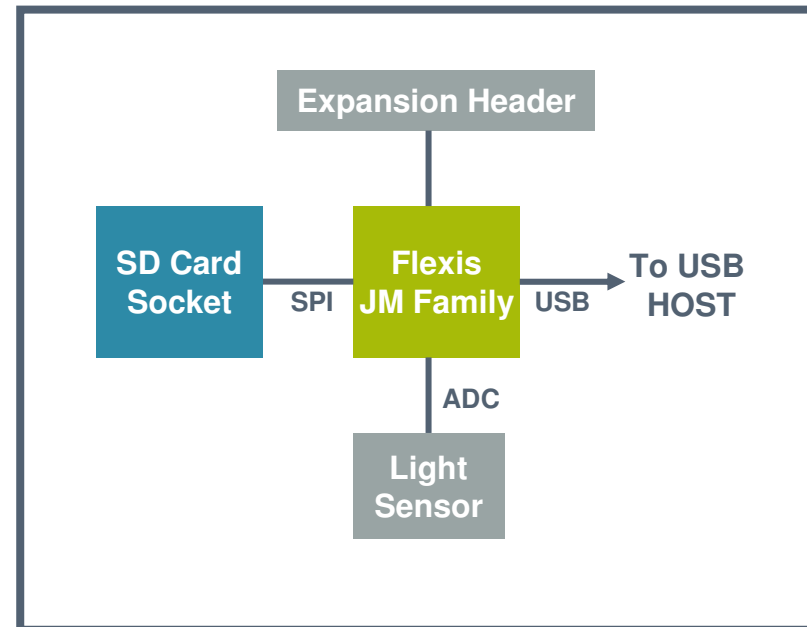 Expansion Header
SD Card
Socket
SPI
Flexis
JM Family
USB
To USB
HOST
ADC
Light
Sensor